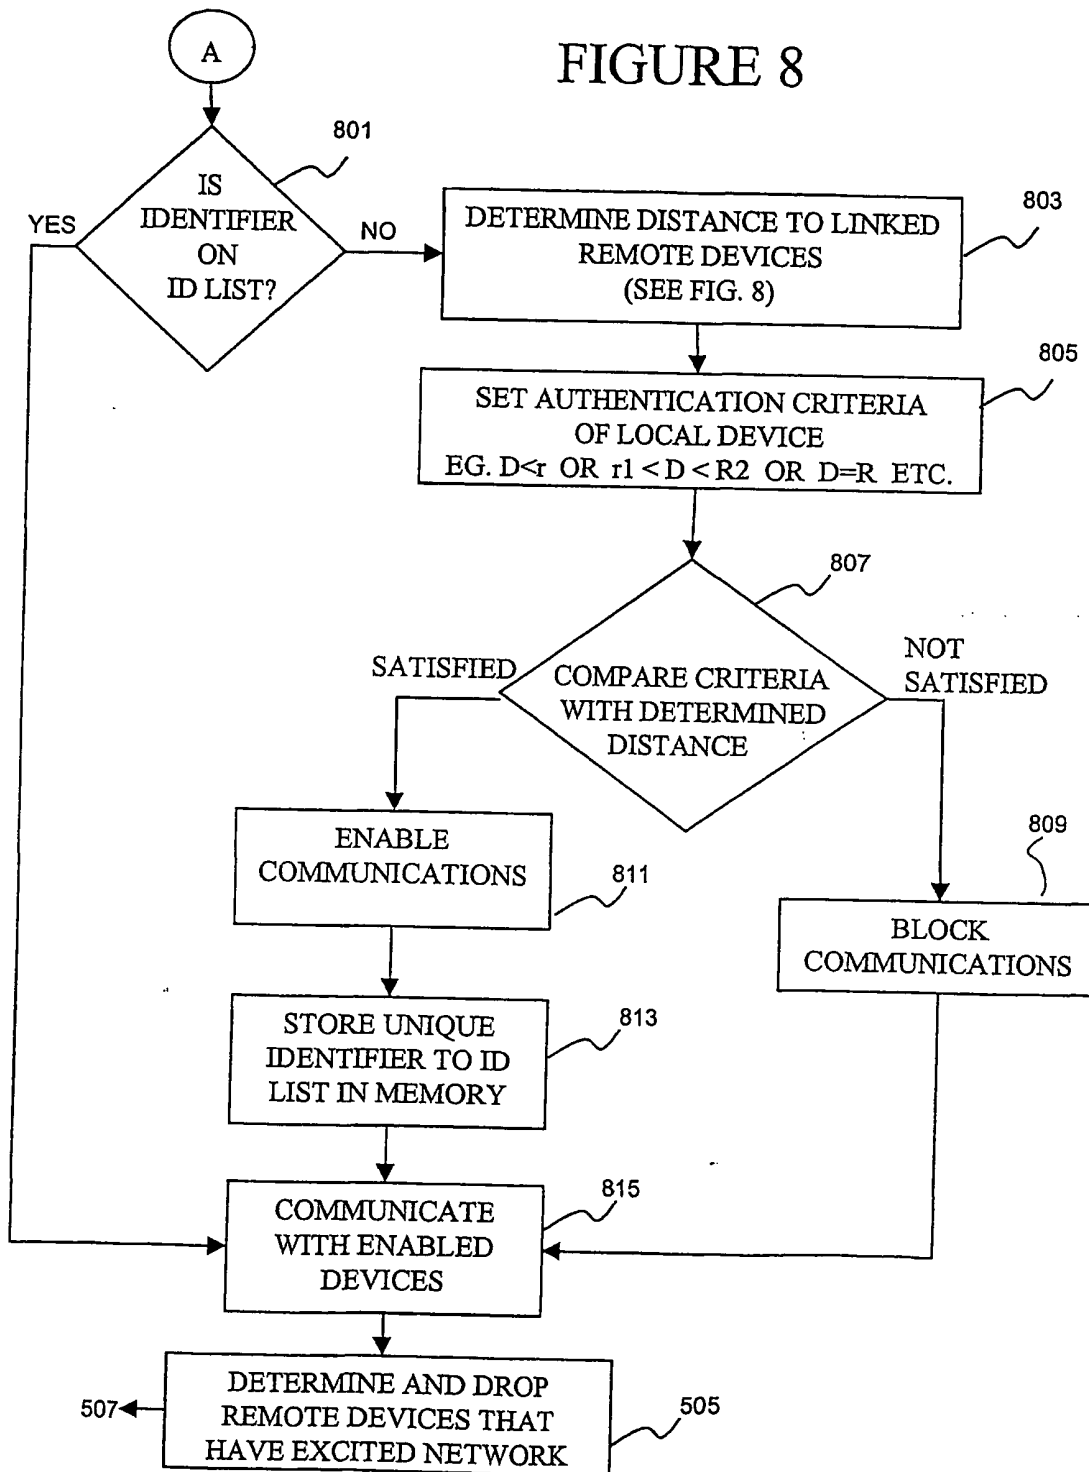 A
FIGURE 8
801
IS
IDENTIFIER
ON
ID LIST?
YES
NO
DETERMINE DISTANCE TO LINKED
REMOTE DEVICES
(SEE FIG. 8)
803
SET AUTHENTICATION CRITERIA
OF LOCAL DEVICE
EG. D<r OR r1 < D < R2 OR D=R ETC.
805
807
COMPARE CRITERIA
WITH DETERMINED
DISTANCE
SATISFIED
NOT
SATISFIED
ENABLE
COMMUNICATIONS
811
809
BLOCK
COMMUNICATIONS
STORE UNIQUE
IDENTIFIER TO ID
LIST IN MEMORY
813
COMMUNICATE
WITH ENABLED
DEVICES
815
DETERMINE AND DROP
REMOTE DEVICES THAT
HAVE EXCITED NETWORK
505
507